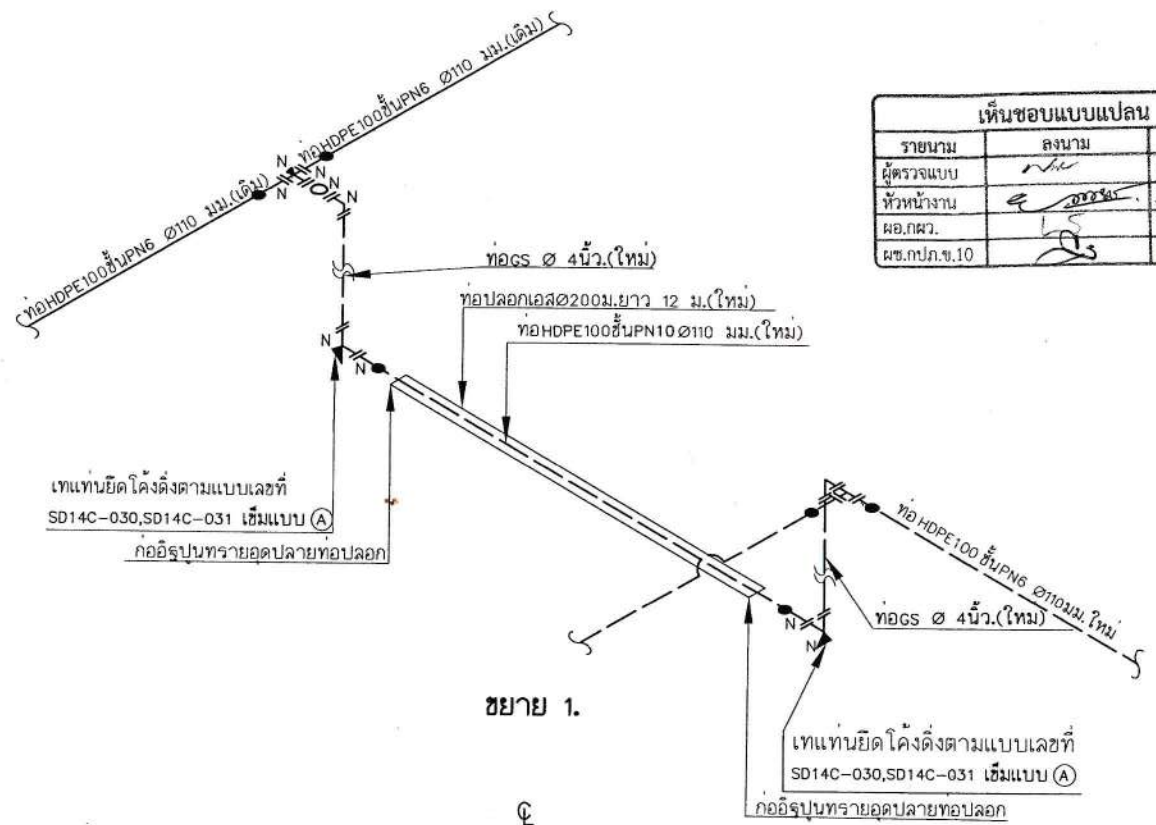 ท่อHDPE100ชั้นPN6 Ø110 มม.(เดิม)
ท่อHDPE100ชั้นPN6 Ø110 มม.(เดิม)
เห็นชอบแบบแปลน
รายนาม ลงนาม
ผู้ตรวจแบบ
หัวหน้างาน
ผอ.กผว.
ผช.กปภ.ข.10
N
N
N
N
N
ท่อGS Ø 4นิ้ว.(ใหม่)
ท่อปลอกเอสØ200ม.ยาว 12 ม.(ใหม่)
ท่อHDPE100ชั้นPN10Ø110 มม.(ใหม่)
N
N
เทแท่นยึดโค้งดิ่งตามแบบเลขที่
SD14C-030,SD14C-031 เข็มแบบ A
ก่ออิฐปูนทรายอุดปลายท่อปลอก
ท่อHDPE100 ชั้นPN6 Ø110มม.ใหม่
ท่อGS Ø 4นิ้ว.(ใหม่)
N
N
ขยาย 1.
เทแท่นยึดโค้งดิ่งตามแบบเลขที่
SD14C-030,SD14C-031 เข็มแบบ A
ก่ออิฐปูนทรายอุดปลายท่อปลอก
℄